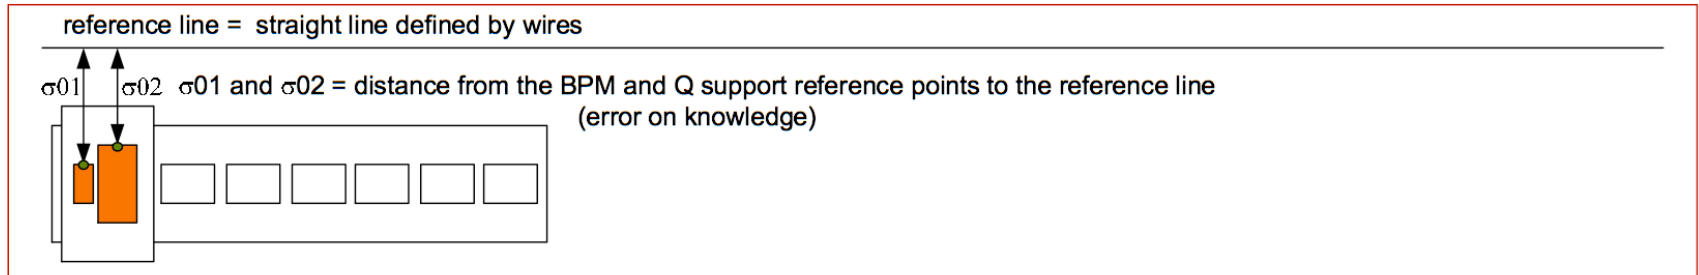 reference line =  straight line defined by wires
σ01 σ02 σ01 and σ02 = distance from the BPM and Q support reference points to the reference line
(error on knowledge)